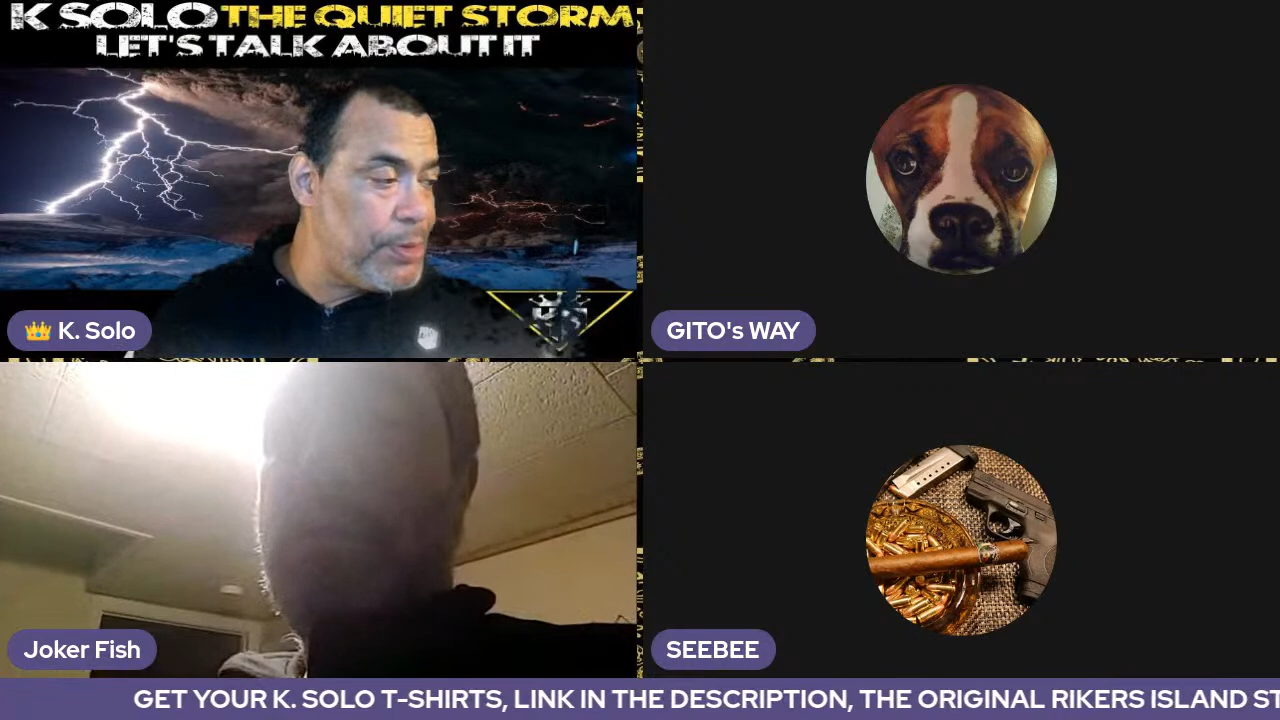 K SOLO THE QUIET STORM
LET'S TALK ABOUT IT
👑 K. Solo
GITO's WAY
Joker Fish
SEEBEE
GET YOUR K. SOLO T-SHIRTS, LINK IN THE DESCRIPTION, THE ORIGINAL RIKERS ISLAND ST